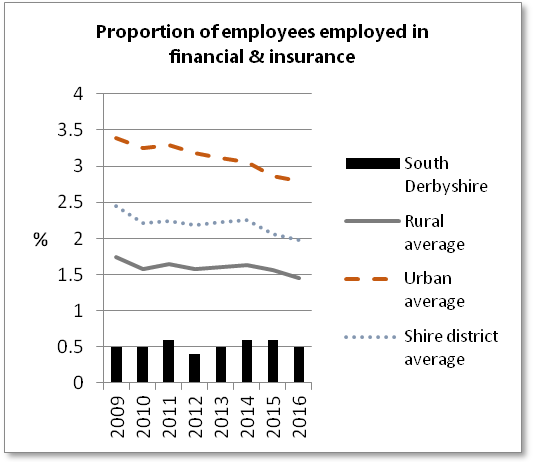 Proportion of employees employed in
financial & insurance
4
3.5
3
2.5
2
1.5
1
0.5
0
%
2009
2010
2011
2012
2013
2014
2015
2016
South
Derbyshire
Rural
average
Urban
average
Shire district
average